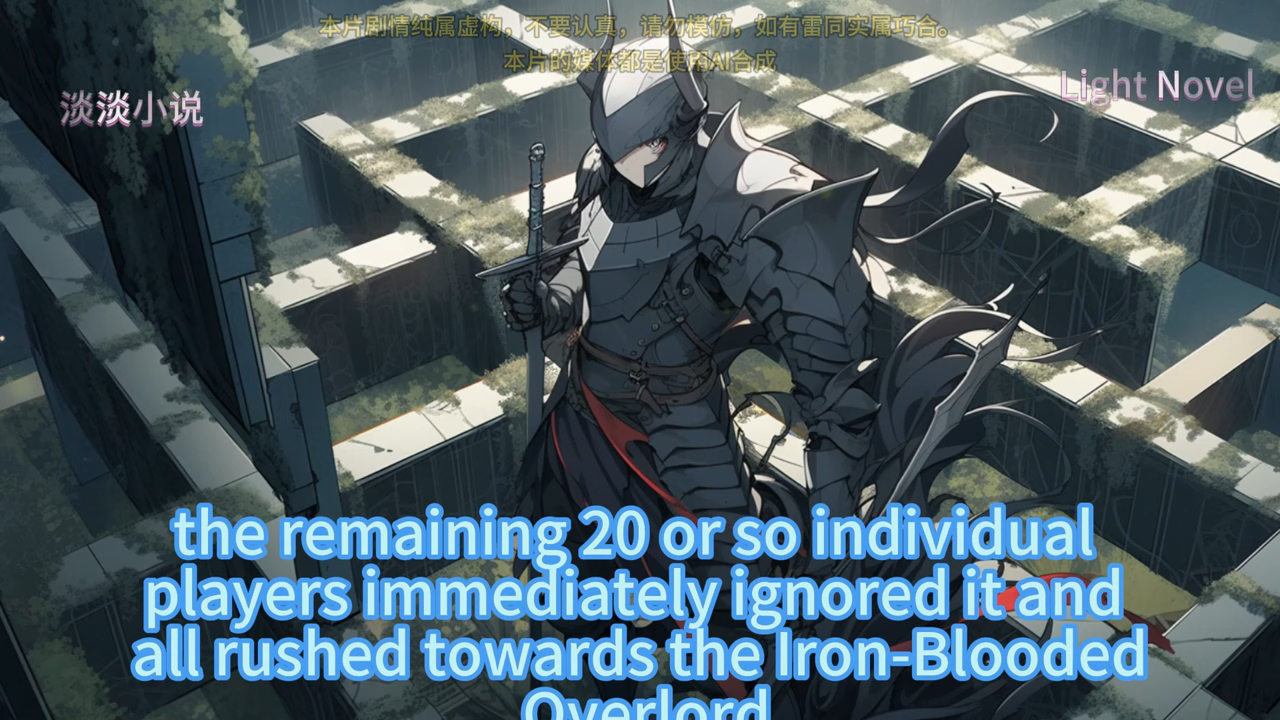 本片剧情纯属虚构，不要认真，请勿模仿，如有雷同实属巧合。
本片的媒体都是使用AI合成
淡淡小说
Light Novel
the remaining 20 or so individual
players immediately ignored it and
all rushed towards the Iron-Blooded
Overlord